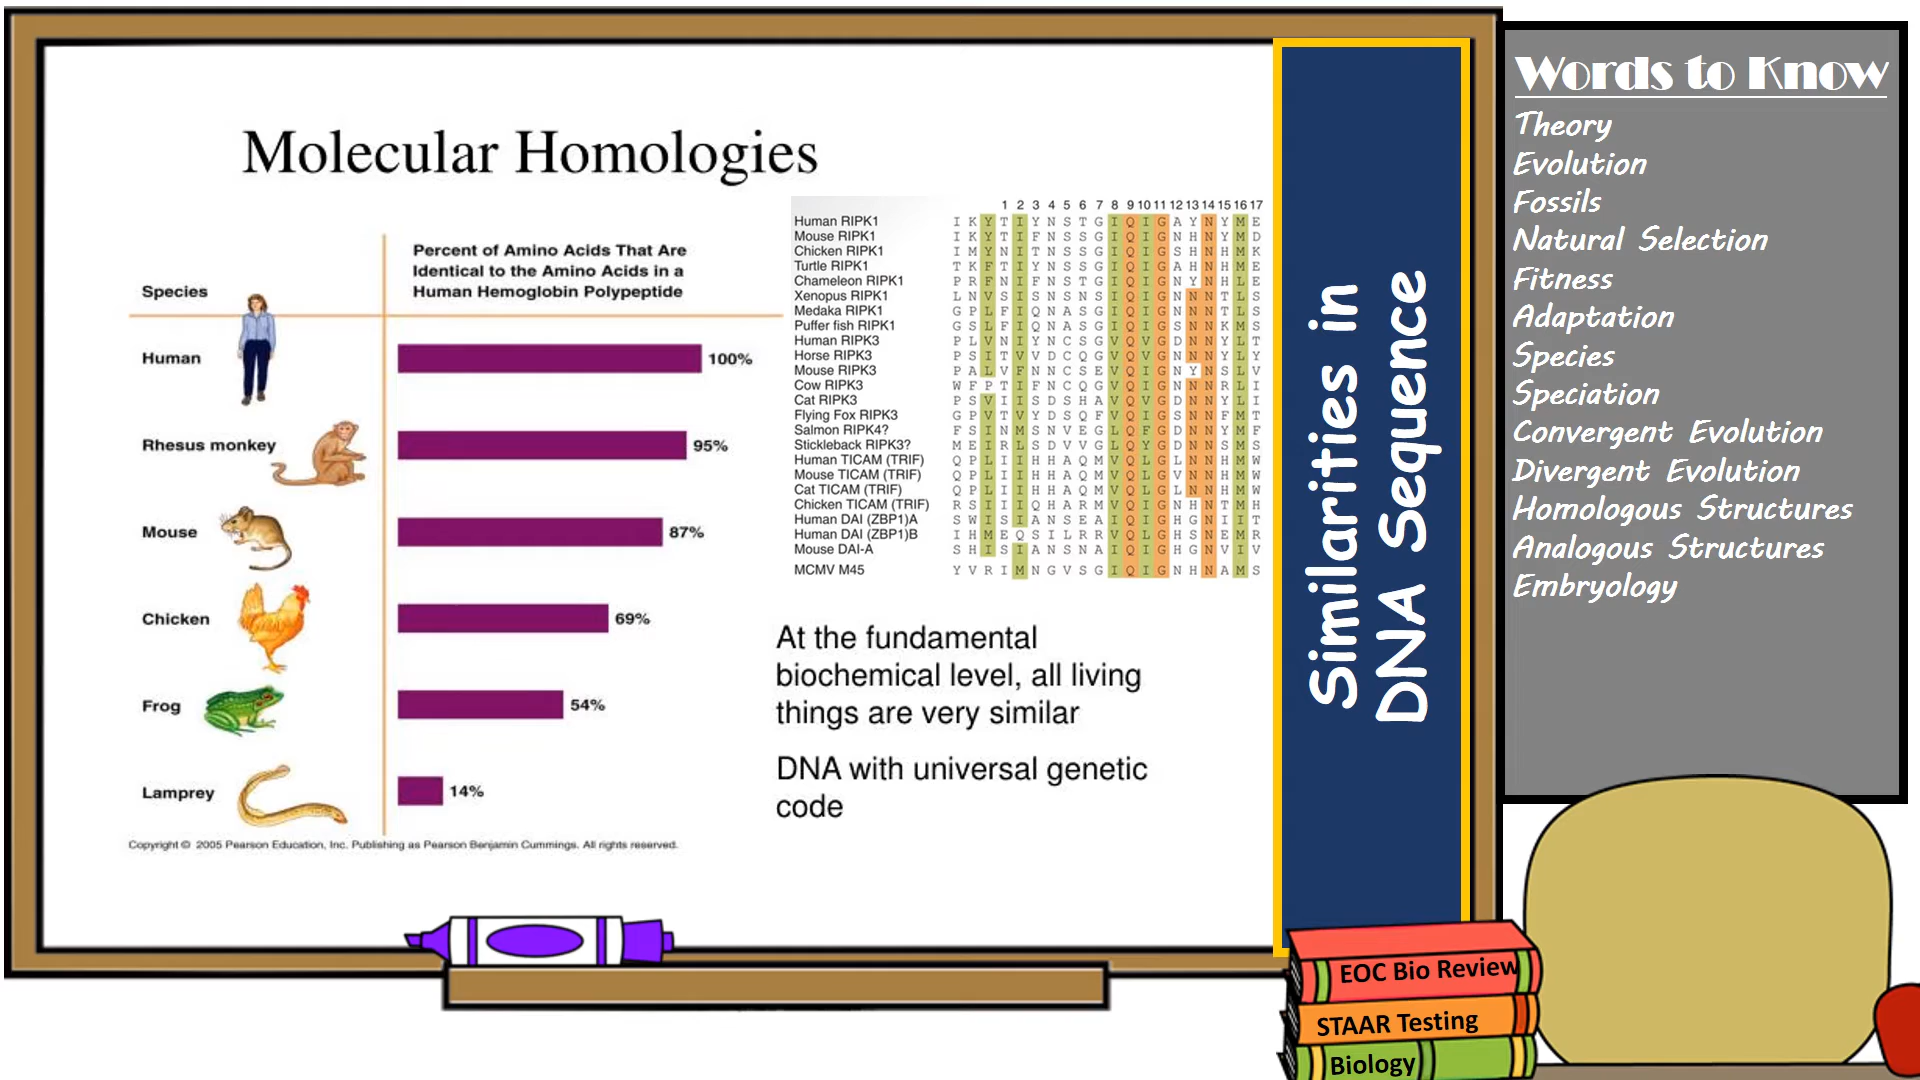 Molecular Homologies
Species
Percent of Amino Acids That Are
Identical to the Amino Acids in a
Human Hemoglobin Polypeptide
Human 100%
Rhesus monkey 95%
Mouse 87%
Chicken 69%
Frog 54%
Lamprey 14%
Copyright © 2005 Pearson Education, Inc. Publishing as Pearson Benjamin Cummings. All rights reserved.
1 2 3 4 5 6 7 8 9 10 11 12 13 14 15 16 17
Human RIPK1 I K Y T I Y N S T G I Q I G A Y N Y M E
Mouse RIPK1 I K Y T I F N S S G I Q I G N H N Y M D
Chicken RIPK1 I M Y N I T N S S G I Q I G S H N H M K
Turtle RIPK1 T K F T I Y N S S G I Q I G A H N H M E
Chameleon RIPK1 P R F N I F N S T G I Q I G N Y N H L E
Xenopus RIPK1 L N V S I S N S N S I Q I G N N N T L S
Medaka RIPK1 G P L F I Q N A S G I Q I G N N N T L S
Puffer fish RIPK1 G S L F I Q N A S G I Q I G S N N K M S
Human RIPK3 P L V N I Y N C S G V Q V G D N N Y L T
Horse RIPK3 P S I T V V D C Q G V Q V G N N N Y L Y
Mouse RIPK3 P A L V F N N C S E V Q I G N Y N S L V
Cow RIPK3 W F P T I F N C Q G V Q I G N N N R L I
Cat RIPK3 P S V I I S D S H A V Q V G D N N Y L I
Flying Fox RIPK3 G P V T V Y D S Q F V Q I G S N N F M T
Salmon RIPK4? F S I N M S N V E G L Q F G D N N Y M F
Stickleback RIPK3? M E I R L S D V V G L Q Y G D N N S M S
Human TICAM (TRIF) Q P L I I H H A Q M V Q L G L N N H M W
Mouse TICAM (TRIF) Q P L I I H H A Q M V Q L G V N N H M W
Cat TICAM (TRIF) Q P L I I H H A Q M V Q L G L N N H M W
Chicken TICAM (TRIF) R S I I I Q H A R M V Q I G N H N T M H
Human DAI (ZBP1)A S W I S I A N S E A I Q I G H G N I I T
Human DAI (ZBP1)B I H M E Q S I L R R V Q L G H S N E M R
Mouse DAI-A S H I S I A N S N A I Q I G H G N V I V
MCMV M45 Y V R I M N G V S G I Q I G N H N A M S
At the fundamental
biochemical level, all living
things are very similar
DNA with universal genetic
code
Similarities in
DNA Sequence
Words to Know
Theory
Evolution
Fossils
Natural Selection
Fitness
Adaptation
Species
Speciation
Convergent Evolution
Divergent Evolution
Homologous Structures
Analogous Structures
Embryology
EOC Bio Review
STAAR Testing
Biology